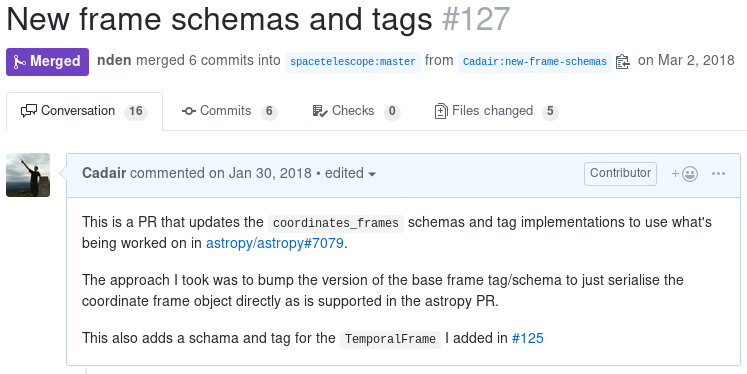 New frame schemas and tags #127
Merged nden merged 6 commits into spacetelescope:master from Cadair:new-frame-schemas on Mar 2, 2018
Conversation 16 Commits 6 Checks 0 Files changed 5
Cadair commented on Jan 30, 2018 • edited Contributor
This is a PR that updates the coordinates_frames schemas and tag implementations to use what's
being worked on in astropy/astropy#7079.
The approach I took was to bump the version of the base frame tag/schema to just serialise the
coordinate frame object directly as is supported in the astropy PR.
This also adds a schama and tag for the TemporalFrame I added in #125